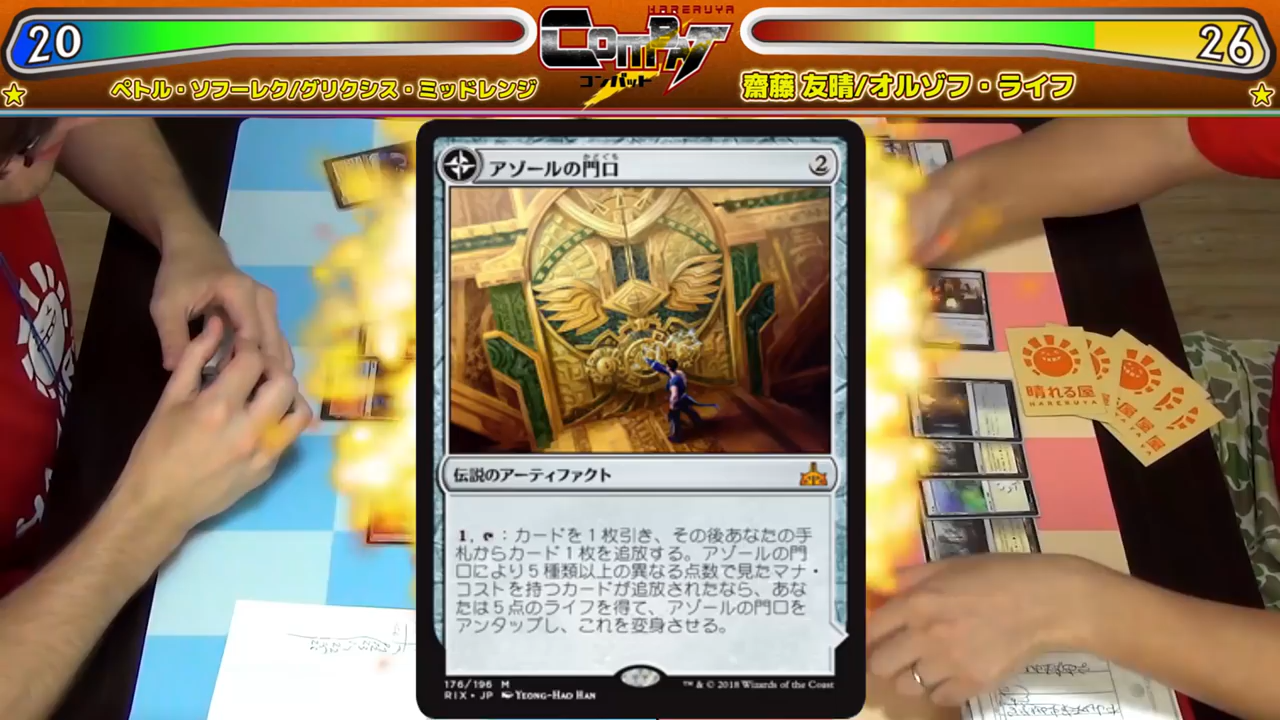 20
HARERUYA
COMBAT
コンバット
26
ペトル・ソフーレク/グリクシス・ミッドレンジ
齋藤 友晴/オルゾフ・ライフ
アゾールの門口
かどぐち
2
伝説のアーティファクト
1, : カードを1枚引き、その後あなたの手
札からカード1枚を追放する。アゾールの門
口により5種類以上の異なる点数で見たマナ・
コストを持つカードが追放されたなら、あな
たは5点のライフを得て、アゾールの門口を
アンタップし、これを変身させる。
176/196 M
RIX • JP YEONG-HAO HAN
™ & © 2018 Wizards of the Coast
晴れる屋
HARERUYA